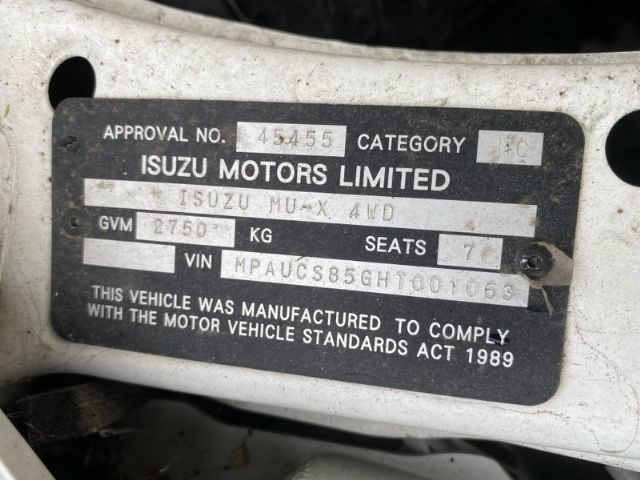 APPROVAL NO. 45455 CATEGORY MC
ISUZU MOTORS LIMITED
ISUZU MU-X 4WD
GVM 2750 KG SEATS 7
VIN MPAUCS85GHT001063
THIS VEHICLE WAS MANUFACTURED TO COMPLY
WITH THE MOTOR VEHICLE STANDARDS ACT 1989